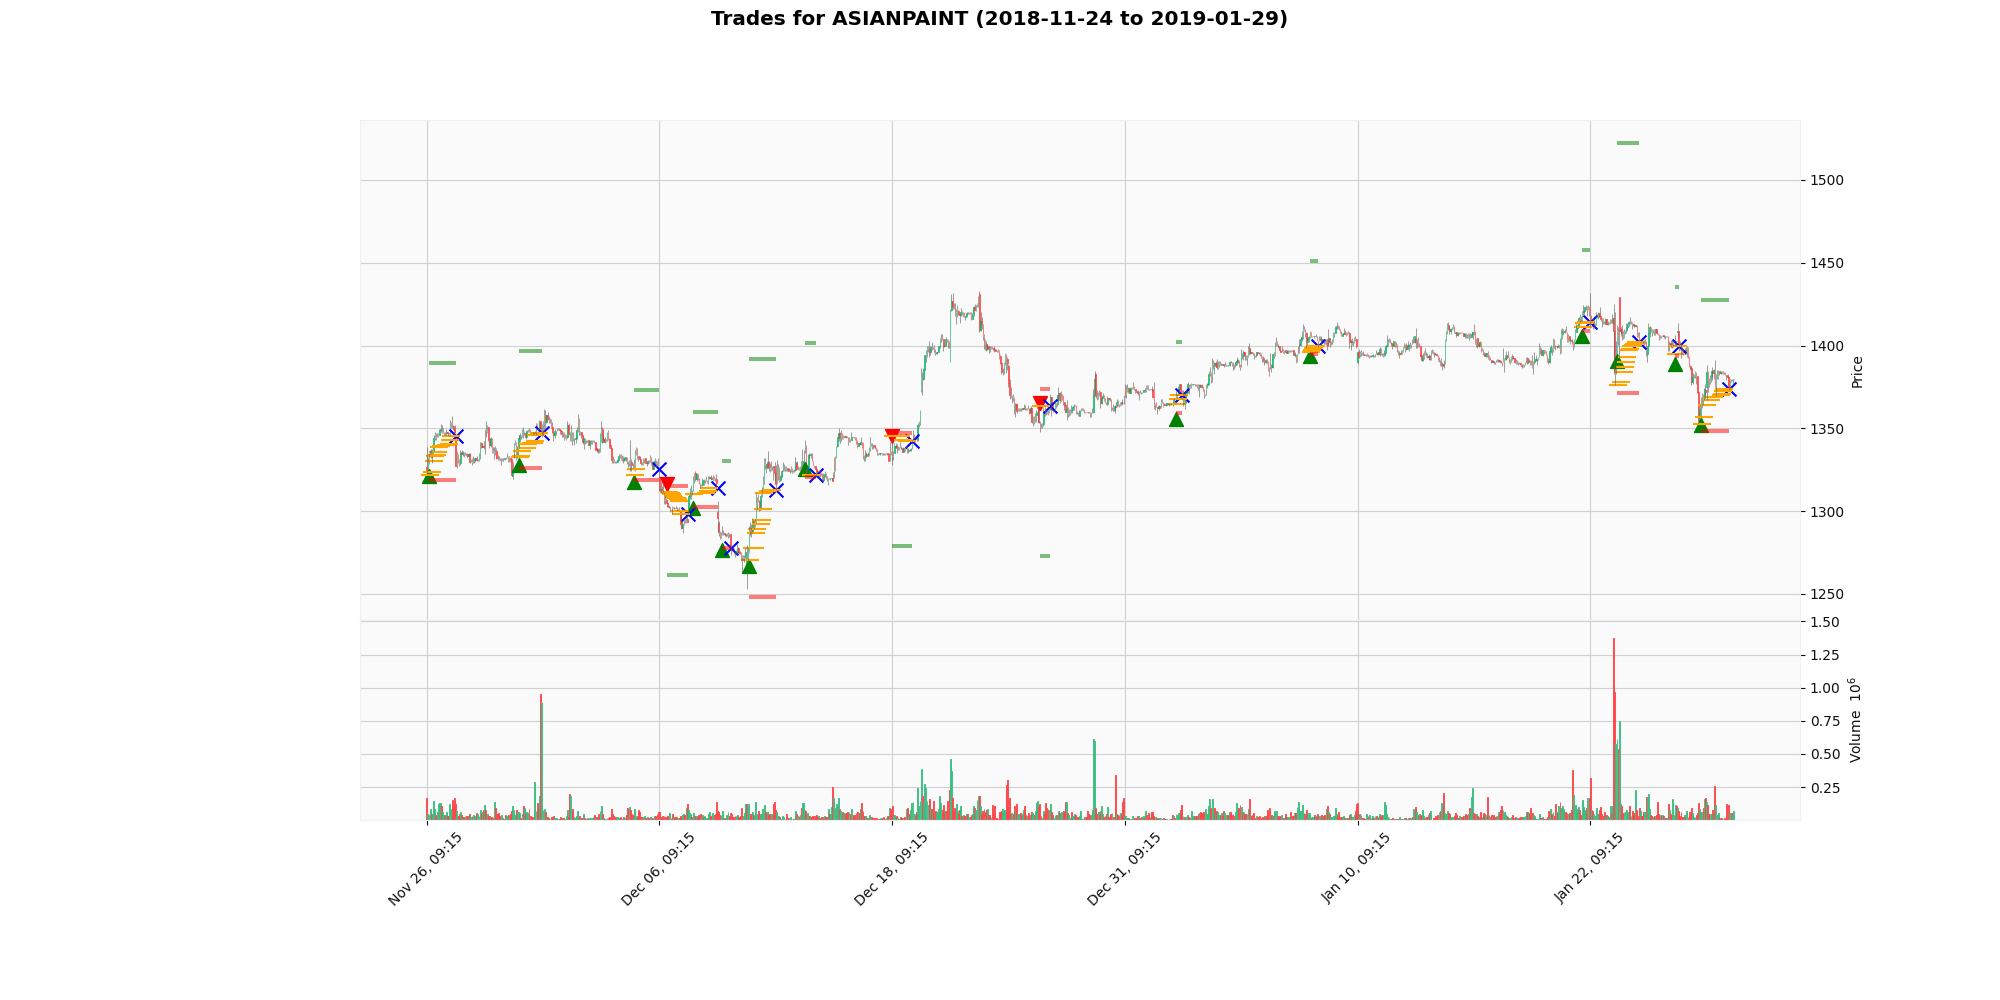 Trades for ASIANPAINT (2018-11-24 to 2019-01-29)
1500
1450
1400
1350
1300
1250
Price
1.50
1.25
1.00
0.75
0.50
0.25
Volume 10^6
Nov 26, 09:15
Dec 06, 09:15
Dec 18, 09:15
Dec 31, 09:15
Jan 10, 09:15
Jan 22, 09:15